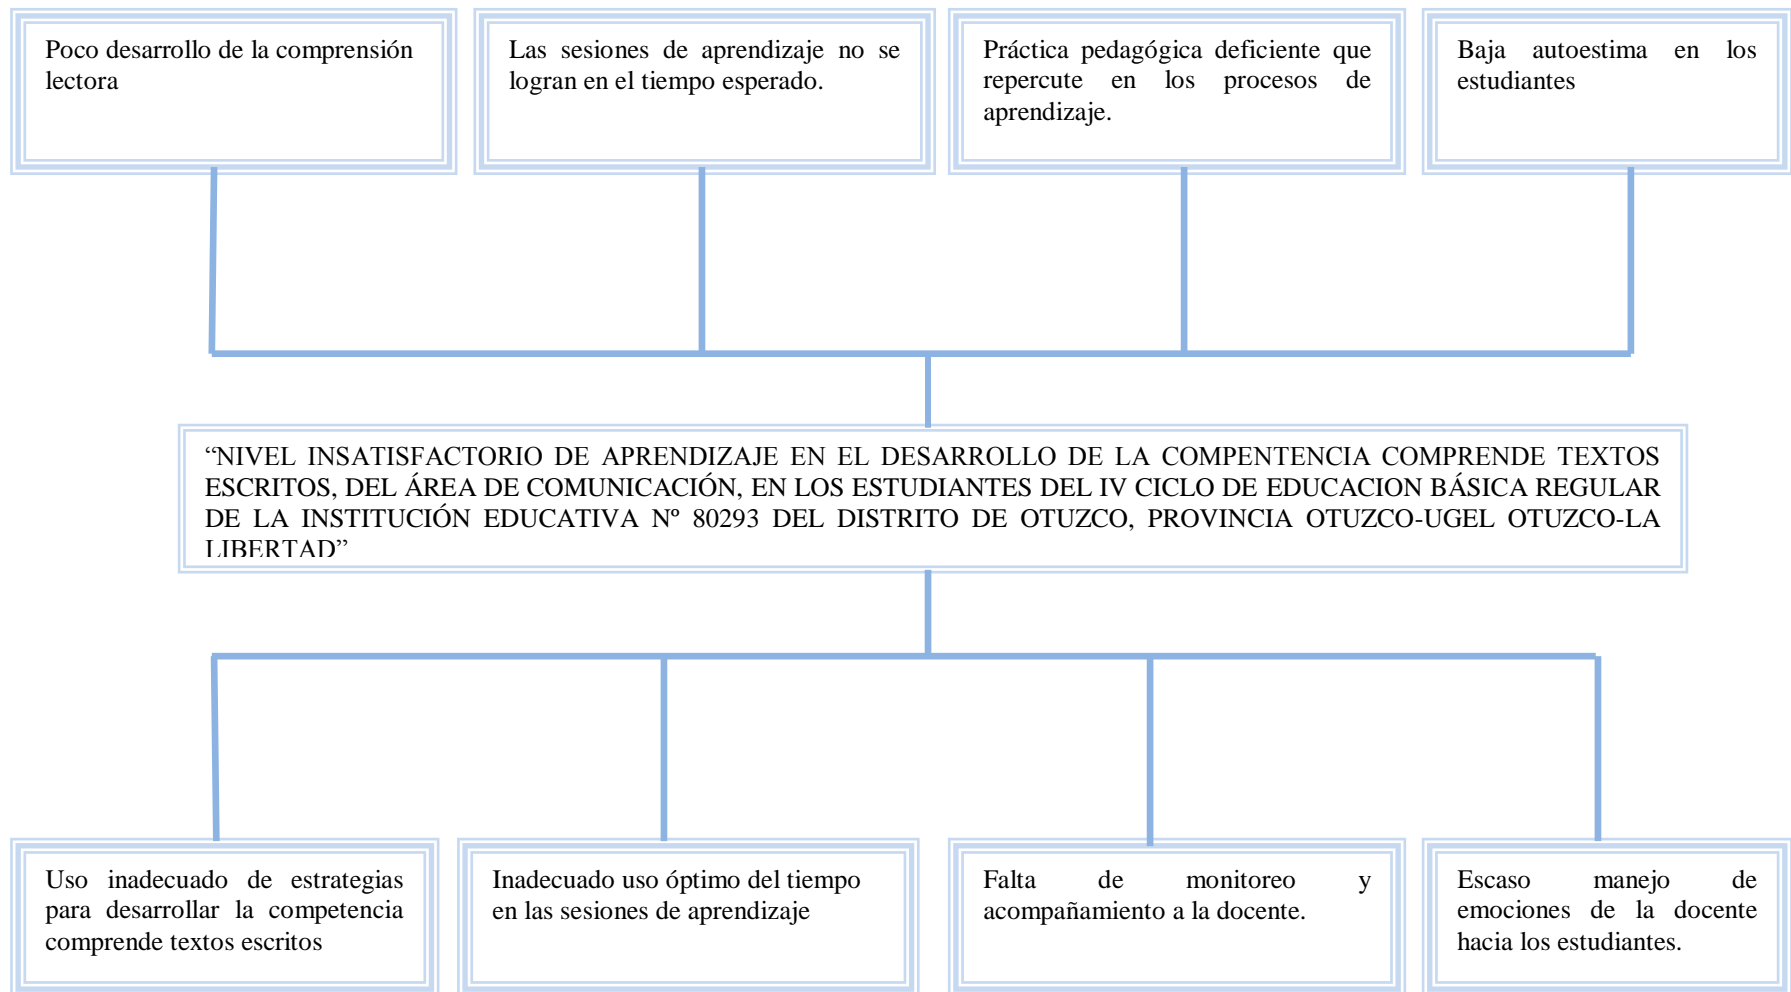 Poco desarrollo de la comprensión
lectora
Las sesiones de aprendizaje no se
logran en el tiempo esperado.
Práctica pedagógica deficiente que
repercute en los procesos de
aprendizaje.
Baja autoestima en los
estudiantes
“NIVEL INSATISFACTORIO DE APRENDIZAJE EN EL DESARROLLO DE LA COMPENTENCIA COMPRENDE TEXTOS
ESCRITOS, DEL ÁREA DE COMUNICACIÓN, EN LOS ESTUDIANTES DEL IV CICLO DE EDUCACION BÁSICA REGULAR
DE LA INSTITUCIÓN EDUCATIVA Nº 80293 DEL DISTRITO DE OTUZCO, PROVINCIA OTUZCO-UGEL OTUZCO-LA
LIBERTAD”
Uso inadecuado de estrategias
para desarrollar la competencia
comprende textos escritos
Inadecuado uso óptimo del tiempo
en las sesiones de aprendizaje
Falta de monitoreo y
acompañamiento a la docente.
Escaso manejo de
emociones de la docente
hacia los estudiantes.